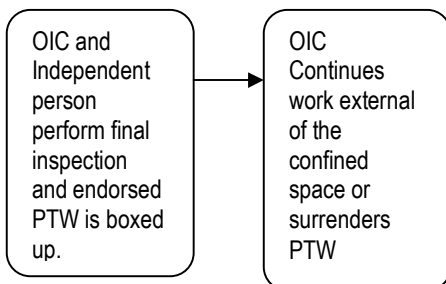 OIC and
Independent
person
perform final
inspection
and endorsed
PTW is boxed
up.
OIC
Continues
work external
of the
confined
space or
surrenders
PTW